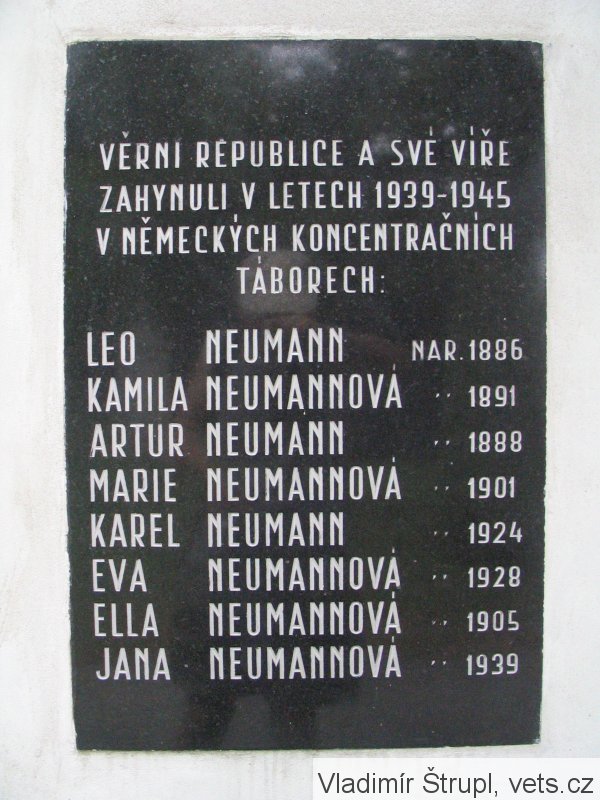 VĚRNI REPUBLICE A SVÉ VÍŘE
ZAHYNULI V LETECH 1939-1945
V NĚMECKÝCH KONCENTRAČNÍCH
TÁBORECH:
LEO NEUMANN NAR. 1886
KAMILA NEUMANNOVÁ ,, 1891
ARTUR NEUMANN ,, 1888
MARIE NEUMANNOVÁ ,, 1901
KAREL NEUMANN ,, 1924
EVA NEUMANNOVÁ ,, 1928
ELLA NEUMANNOVÁ ,, 1905
JANA NEUMANNOVÁ ,, 1939
Vladimír Štrupl, vets.cz